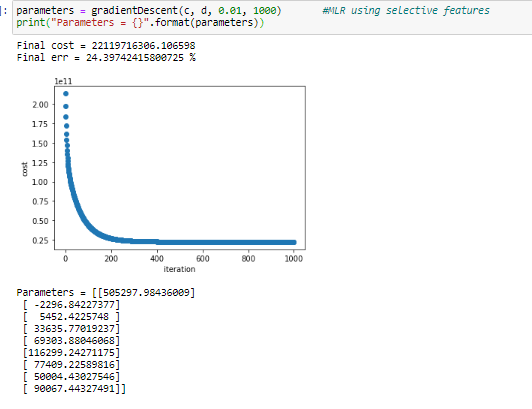 ]: parameters = gradientDescent(c, d, 0.01, 1000)      #MLR using selective features
print("Parameters = {}".format(parameters))
Final cost = 22119716306.106598
Final err = 24.39742415800725 %
1e11
2.00
1.75
1.50
1.25
1.00
0.75
0.50
0.25
cost
0 200 400 600 800 1000
iteration
Parameters = [[505297.98436009]
[ -2296.84227377]
[ 5452.4225748 ]
[ 33635.77019237]
[ 69303.88046068]
[116299.24271175]
[ 77409.22589816]
[ 50004.43027546]
[ 90067.44327491]]